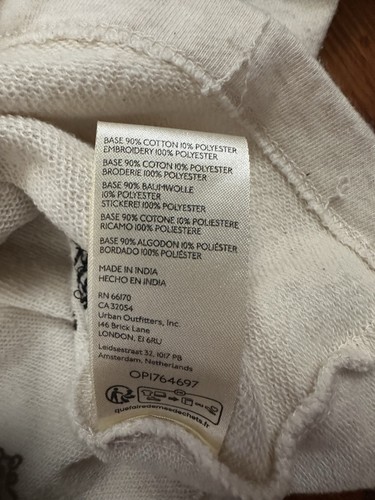 BASE 90% COTTON 10% POLYESTER
EMBROIDERY 100% POLYESTER
BASE 90% COTON 10% POLYESTER
BRODERIE 100% POLYESTER
BASE 90% BAUMWOLLE
10% POLYESTER
STICKEREI 100% POLYESTER
BASE 90% COTONE 10% POLIESTERE
RICAMO 100% POLIESTERE
BASE 90% ALGODON 10% POLIÉSTER
BORDADO 100% POLIÉSTER
MADE IN INDIA
HECHO EN INDIA
RN 66170
CA 32054
Urban Outfitters, Inc.
146 Brick Lane
LONDON, E1 6RU
Leidsestraat 32, 1017 PB
Amsterdam, Netherlands
OP1764697
quefairedemesdechets.fr